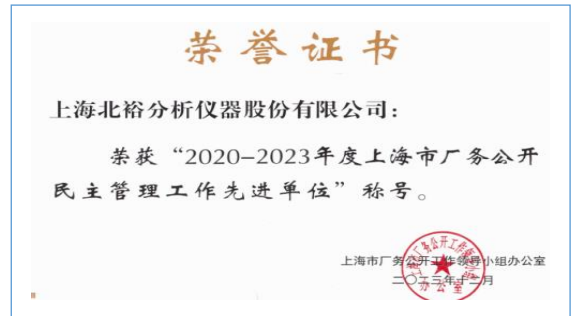 荣誉证书
上海北裕分析仪器股份有限公司：
荣获“2020-2023年度上海市厂务公开
民主管理工作先进单位”称号。
上海市厂务公开工作领导小组办公室
二〇二三年十二月